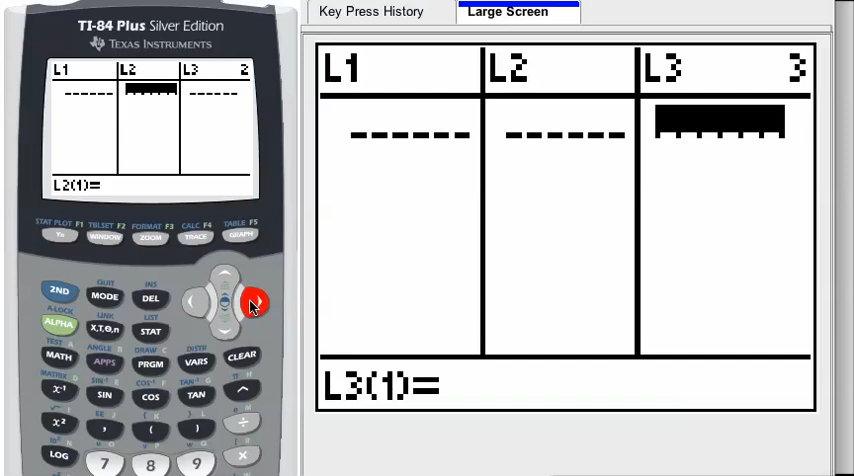 TI-84 Plus Silver Edition
TEXAS INSTRUMENTS
L1 L2 L3 2
L2(1)=
STAT PLOT F1 TBLSET F2 FORMAT F3 CALC F4 TABLE F5
Y= WINDOW ZOOM TRACE GRAPH
QUIT INS
2ND MODE DEL
A-LOCK LINK LIST
ALPHA X,T,θ,n STAT
TEST A ANGLE B DRAW C DISTR
MATH APPS PRGM VARS CLEAR
MATRIX D SIN⁻¹ E COS⁻¹ F TAN⁻¹ G π H
x⁻¹ SIN COS TAN ^
x² , ( ) ÷
LOG 7 8 9 ×
Key Press History Large Screen
L1 L2 L3 3
L3(1)=